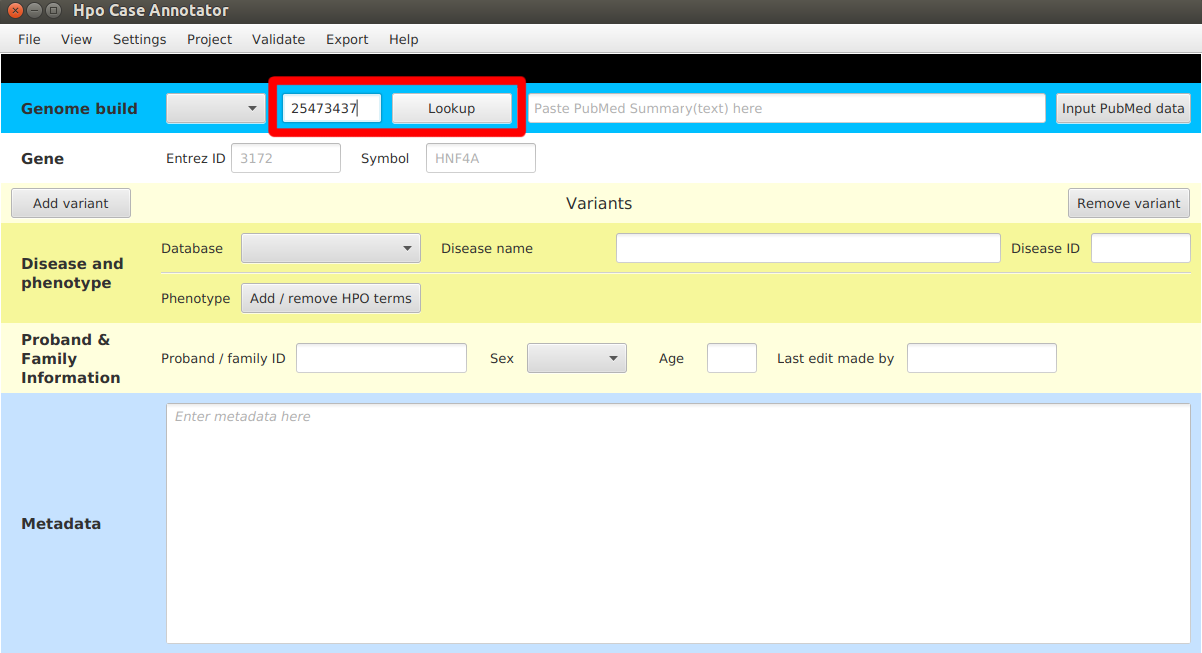 Hpo Case Annotator
File View Settings Project Validate Export Help
Genome build 25473437 Lookup Paste PubMed Summary(text) here Input PubMed data
Gene Entrez ID 3172 Symbol HNF4A
Add variant Variants Remove variant
Disease and phenotype
Database Disease name Disease ID
Phenotype Add / remove HPO terms
Proband &
Family
Information
Proband / family ID Sex Age Last edit made by
Metadata
Enter metadata here